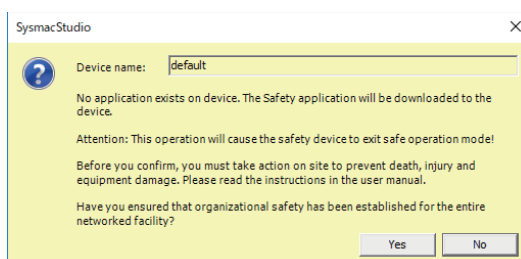 SysmacStudio
Device name: default
No application exists on device. The Safety application will be downloaded to the
device.
Attention: This operation will cause the safety device to exit safe operation mode!
Before you confirm, you must take action on site to prevent death, injury and
equipment damage. Please read the instructions in the user manual.
Have you ensured that organizational safety has been established for the entire
networked facility?
Yes No